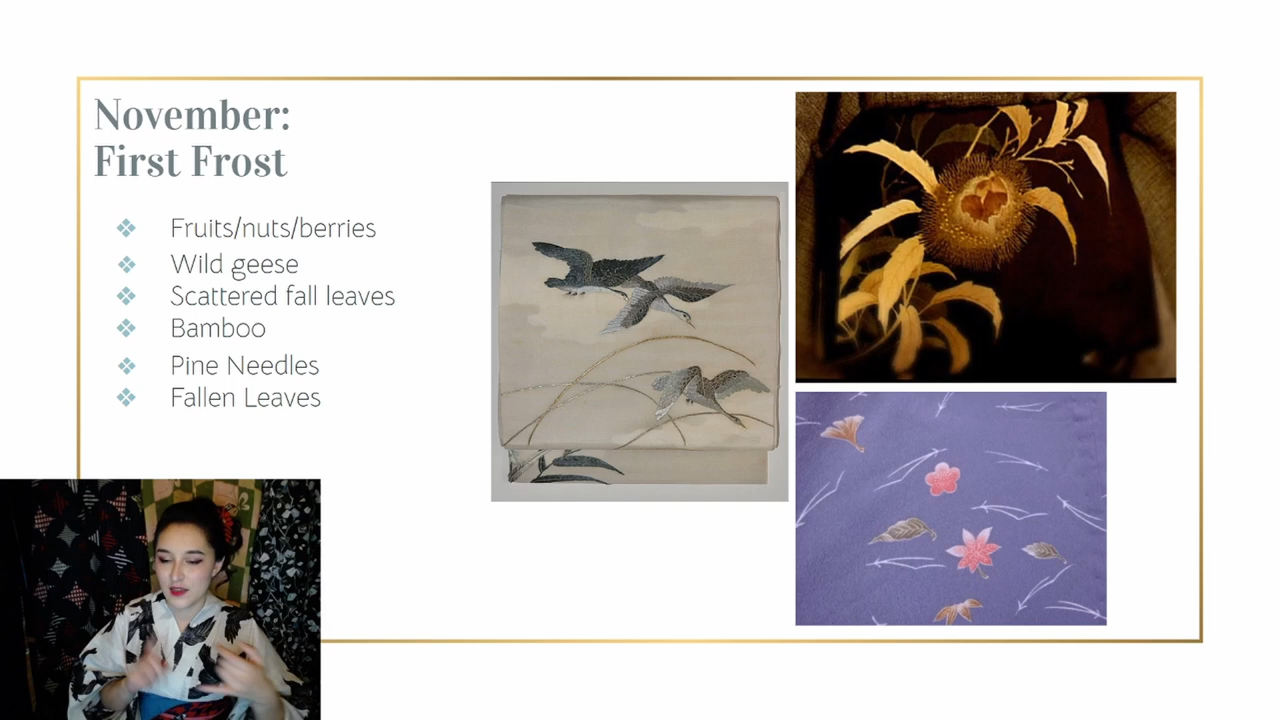 November:
First Frost
Fruits/nuts/berries
Wild geese
Scattered fall leaves
Bamboo
Pine Needles
Fallen Leaves